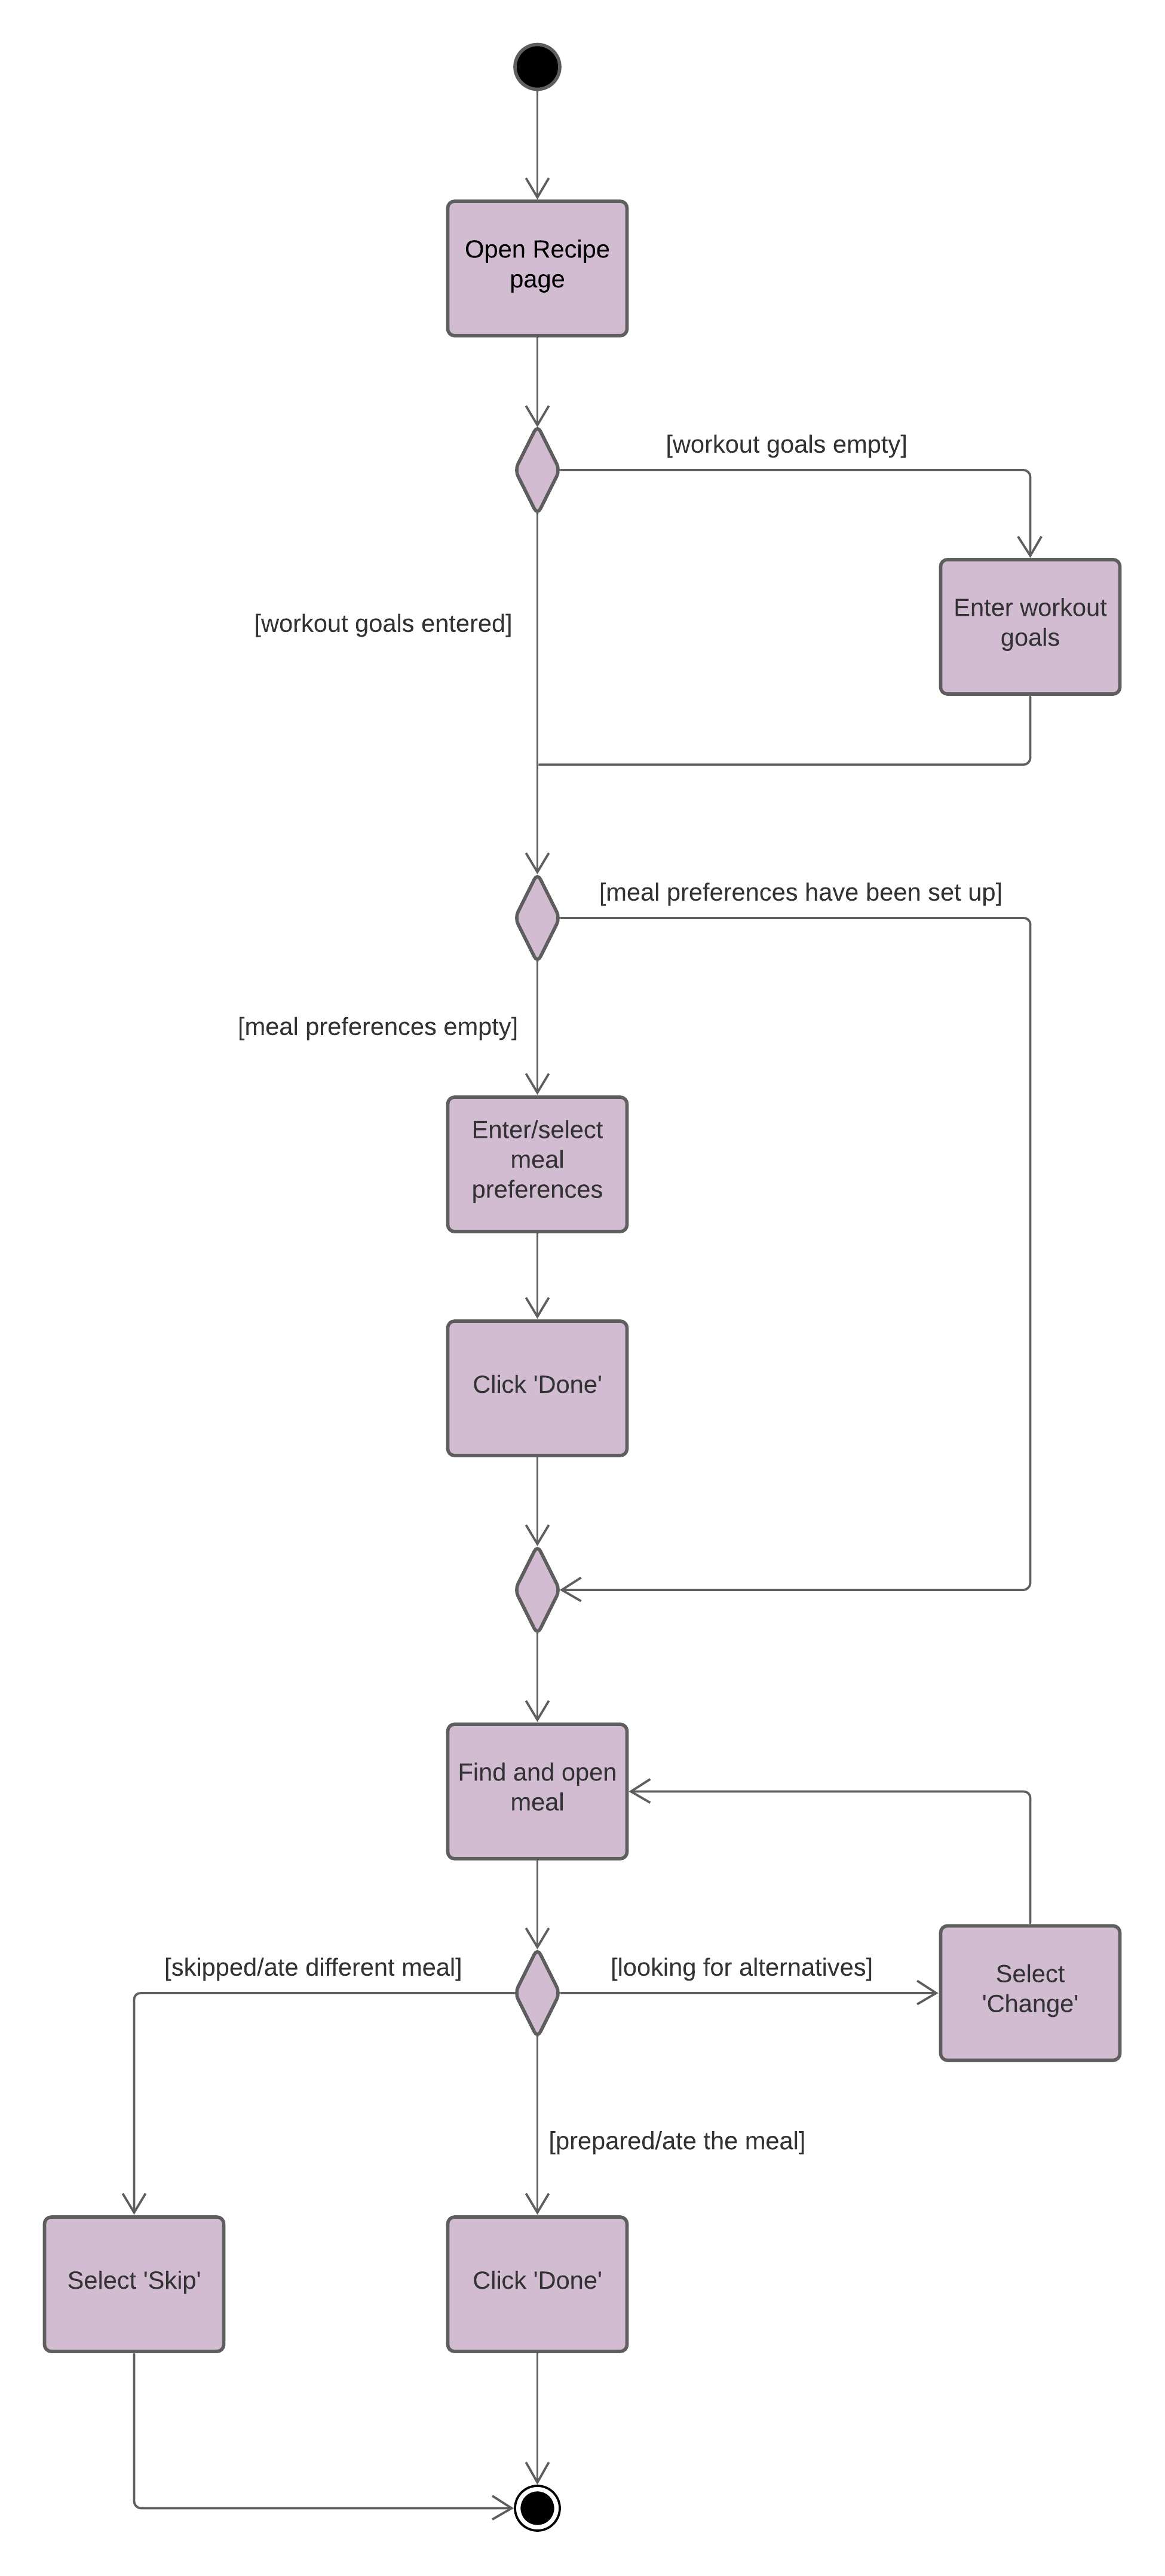 Open Recipe
page
[workout goals empty]
Enter workout
goals
[workout goals entered]
[meal preferences have been set up]
[meal preferences empty]
Enter/select
meal
preferences
Click 'Done'
Find and open
meal
[skipped/ate different meal]
[looking for alternatives]
Select
'Change'
[prepared/ate the meal]
Select 'Skip'
Click 'Done'